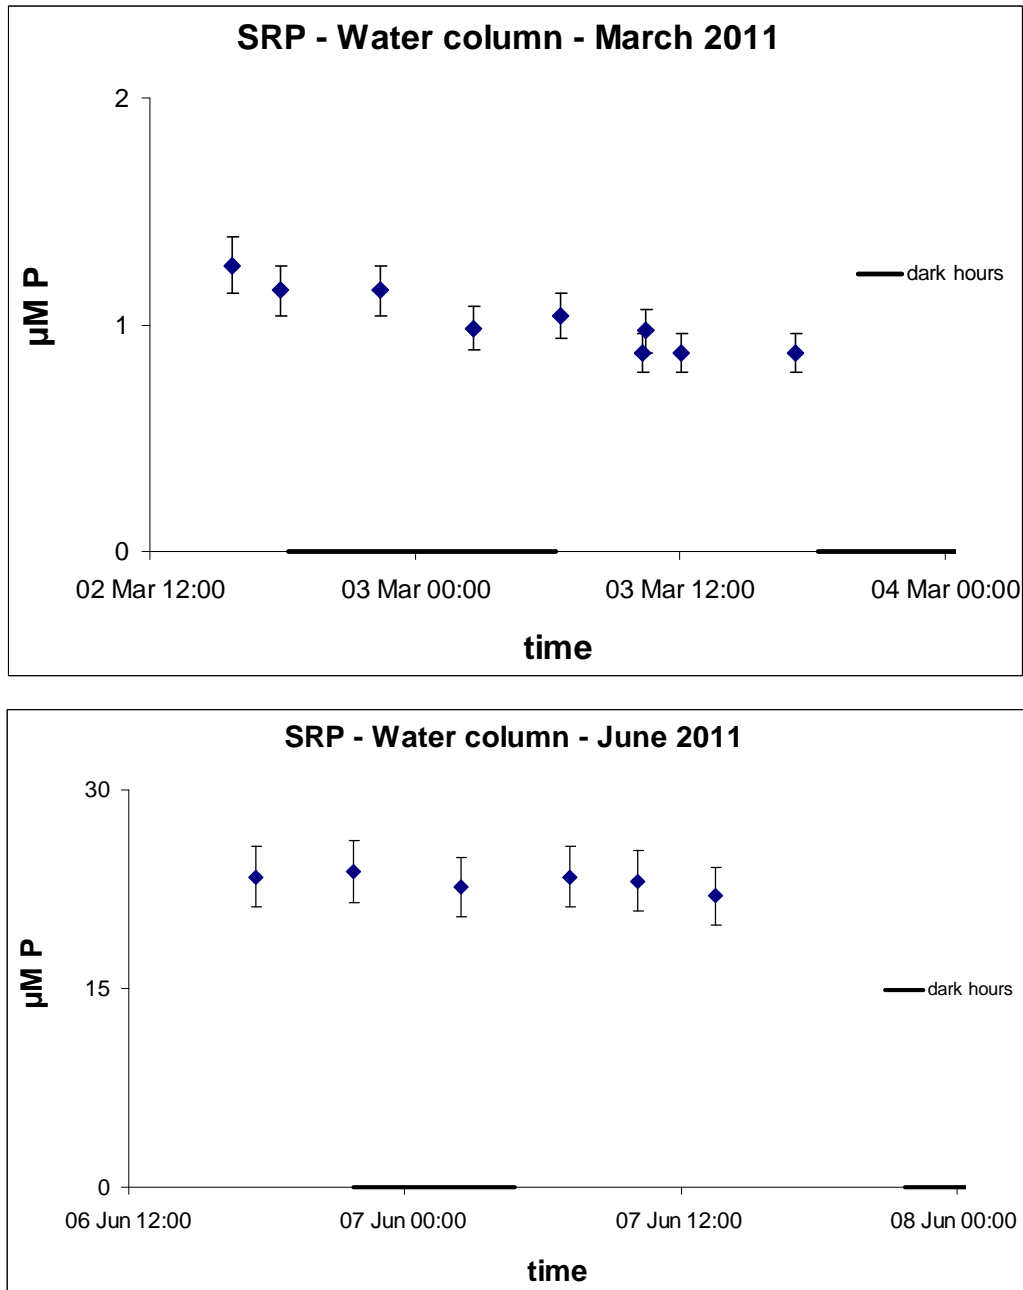 SRP - Water column - March 2011
2
1
0
µM P
dark hours
02 Mar 12:00 03 Mar 00:00 03 Mar 12:00 04 Mar 00:00
time
SRP - Water column - June 2011
30
15
0
µM P
dark hours
06 Jun 12:00 07 Jun 00:00 07 Jun 12:00 08 Jun 00:00
time